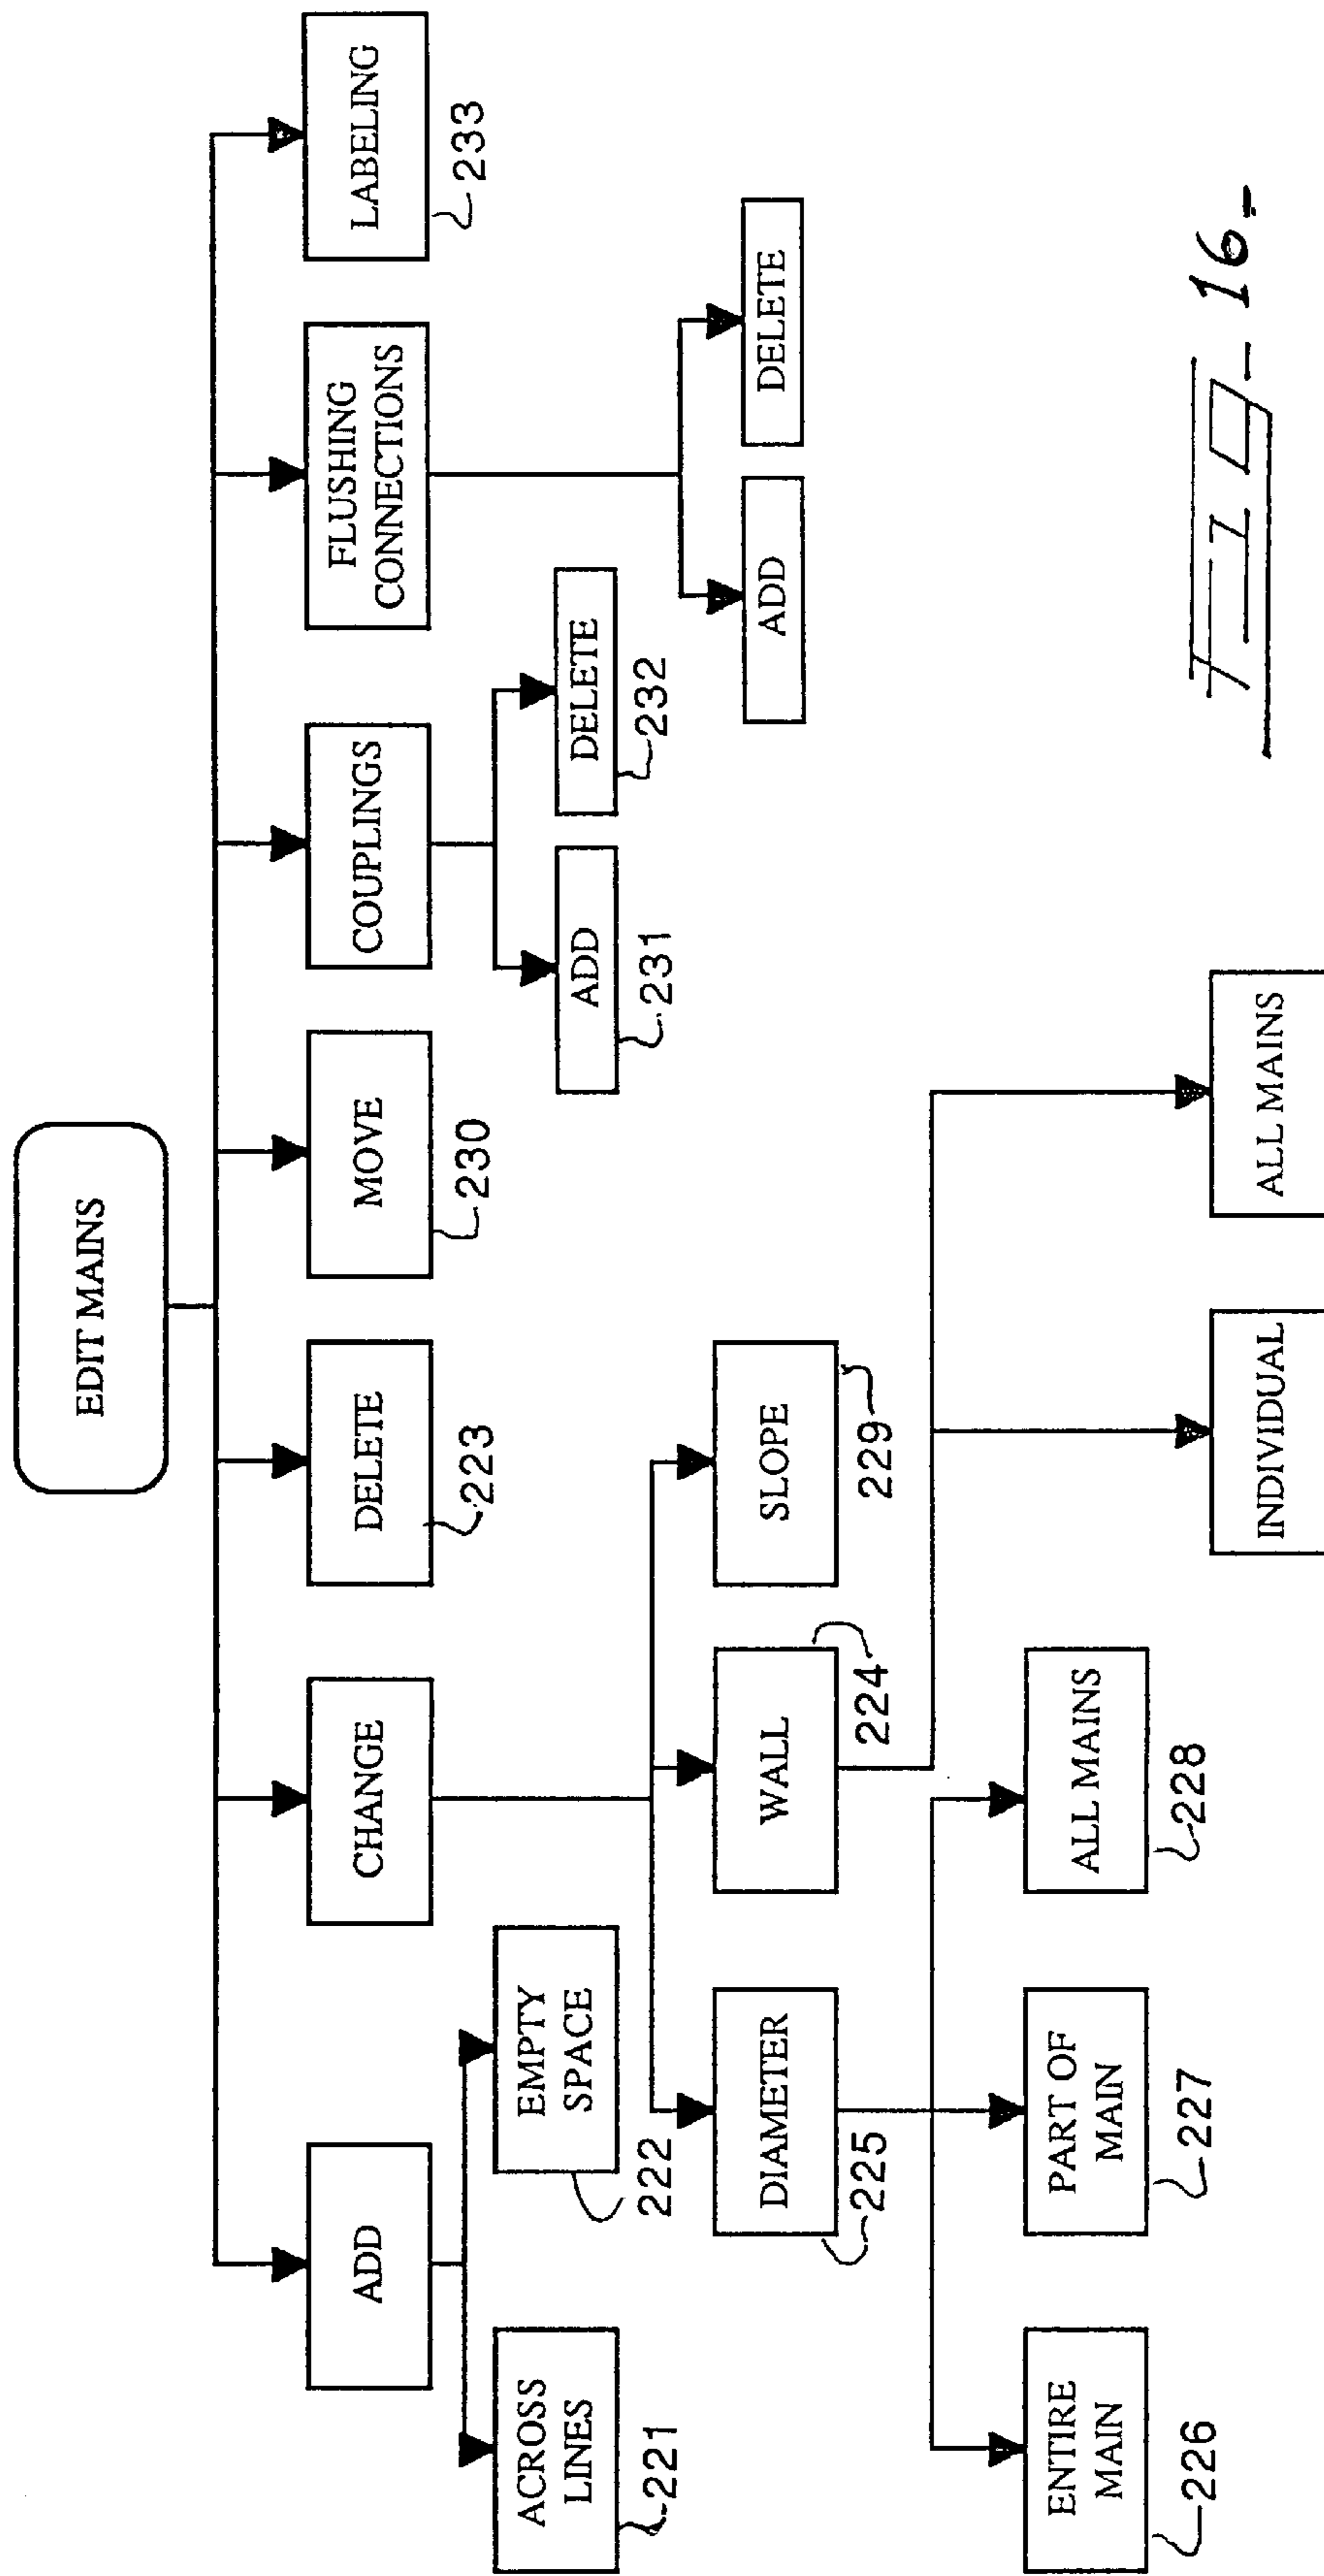 EDIT MAINS
ADD
CHANGE
DELETE
223
MOVE
230
COUPLINGS
FLUSHING
CONNECTIONS
LABELING
233
ACROSS
LINES
221
EMPTY
SPACE
222
ADD
231
DELETE
232
DIAMETER
225
WALL
224
SLOPE
229
ADD
DELETE
ENTIRE
MAIN
226
PART OF
MAIN
227
ALL MAINS
228
INDIVIDUAL
ALL MAINS
FIG-16-